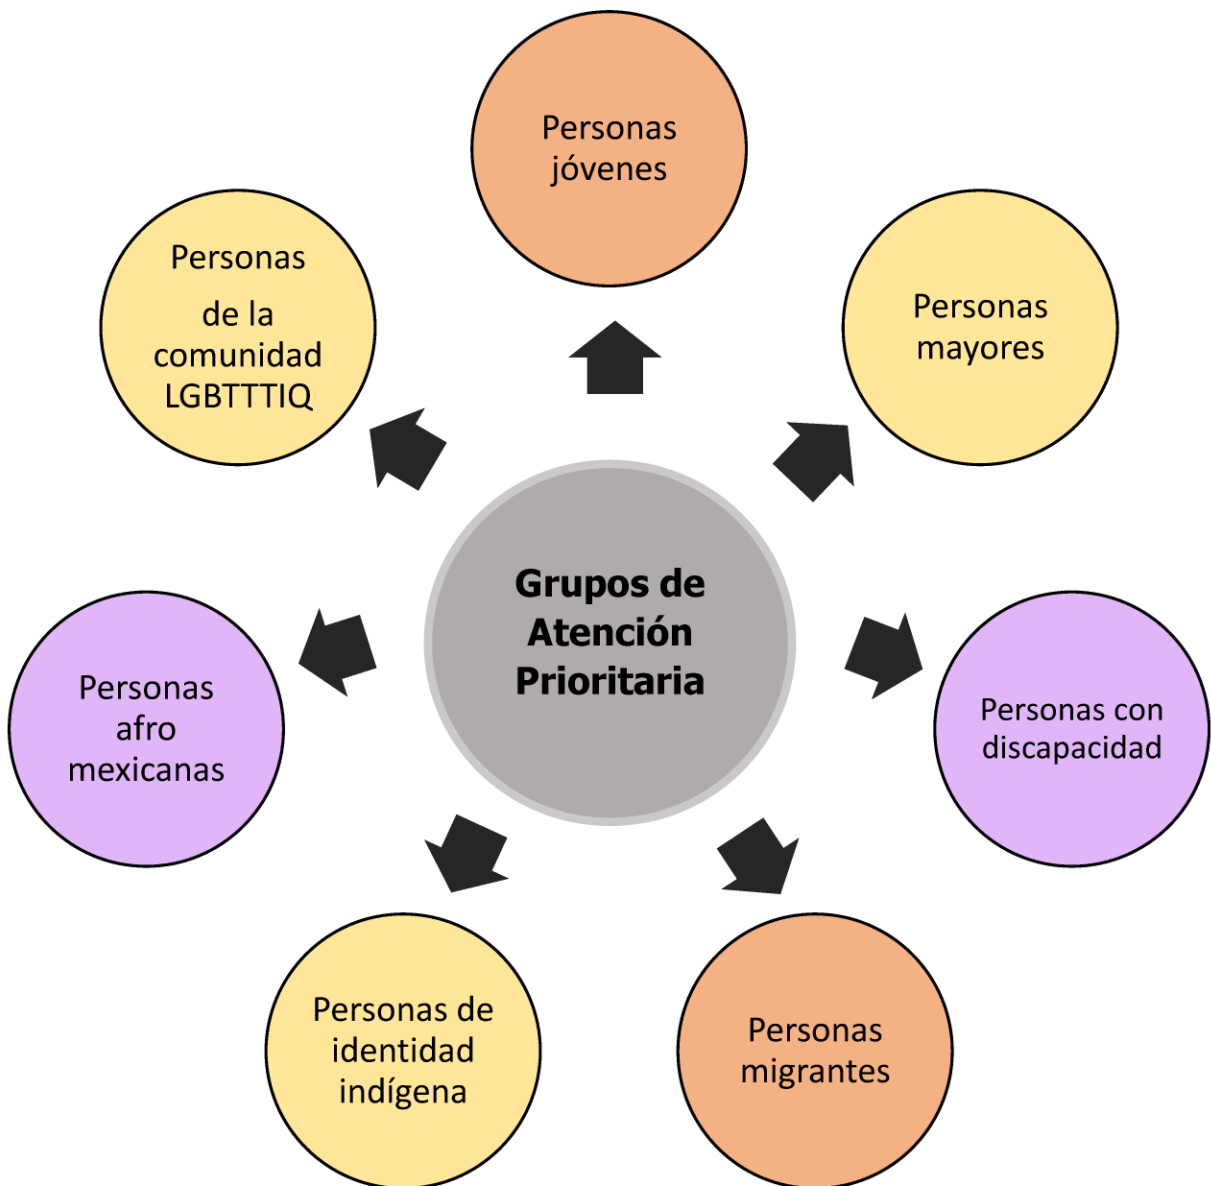 Personas
jóvenes
Personas
mayores
Personas con
discapacidad
Personas
migrantes
Personas de
identidad
indígena
Personas
afro
mexicanas
Personas
de la
comunidad
LGBTTTIQ
Grupos de
Atención
Prioritaria